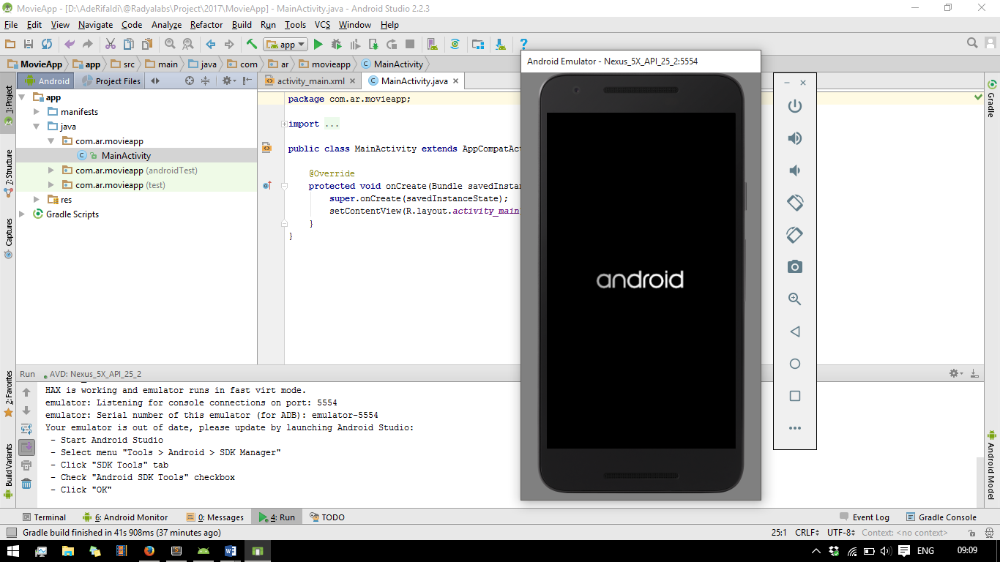 MovieApp - [D:\AdeRifaldi\@Radyalabs\Project\2017\MovieApp] - MainActivity.java - Android Studio 2.2.3
File Edit View Navigate Code Analyze Refactor Build Run Tools VCS Window Help
app
MovieApp app src main java com ar movieapp MainActivity
Android Project Files
activity_main.xml MainActivity.java
Android Emulator - Nexus_5X_API_25_2:5554
1: Project
7: Structure
Captures
2: Favorites
Build Variants
app
manifests
java
com.ar.movieapp
MainActivity
com.ar.movieapp (androidTest)
com.ar.movieapp (test)
res
Gradle Scripts
package com.ar.movieapp;
import ...
public class MainActivity extends AppCompatAct
@Override
protected void onCreate(Bundle savedInstan
super.onCreate(savedInstanceState);
setContentView(R.layout.activity_main
}
}
android
Gradle
Android Model
Run AVD: Nexus_5X_API_25_2
HAX is working and emulator runs in fast virt mode.
emulator: Listening for console connections on port: 5554
emulator: Serial number of this emulator (for ADB): emulator-5554
Your emulator is out of date, please update by launching Android Studio:
- Start Android Studio
- Select menu "Tools > Android > SDK Manager"
- Click "SDK Tools" tab
- Check "Android SDK Tools" checkbox
- Click "OK"
Terminal 6: Android Monitor 0: Messages 4: Run TODO Event Log Gradle Console
Gradle build finished in 41s 908ms (37 minutes ago) 25:1 CRLF UTF-8 Context: <no context>
ENG 09:09